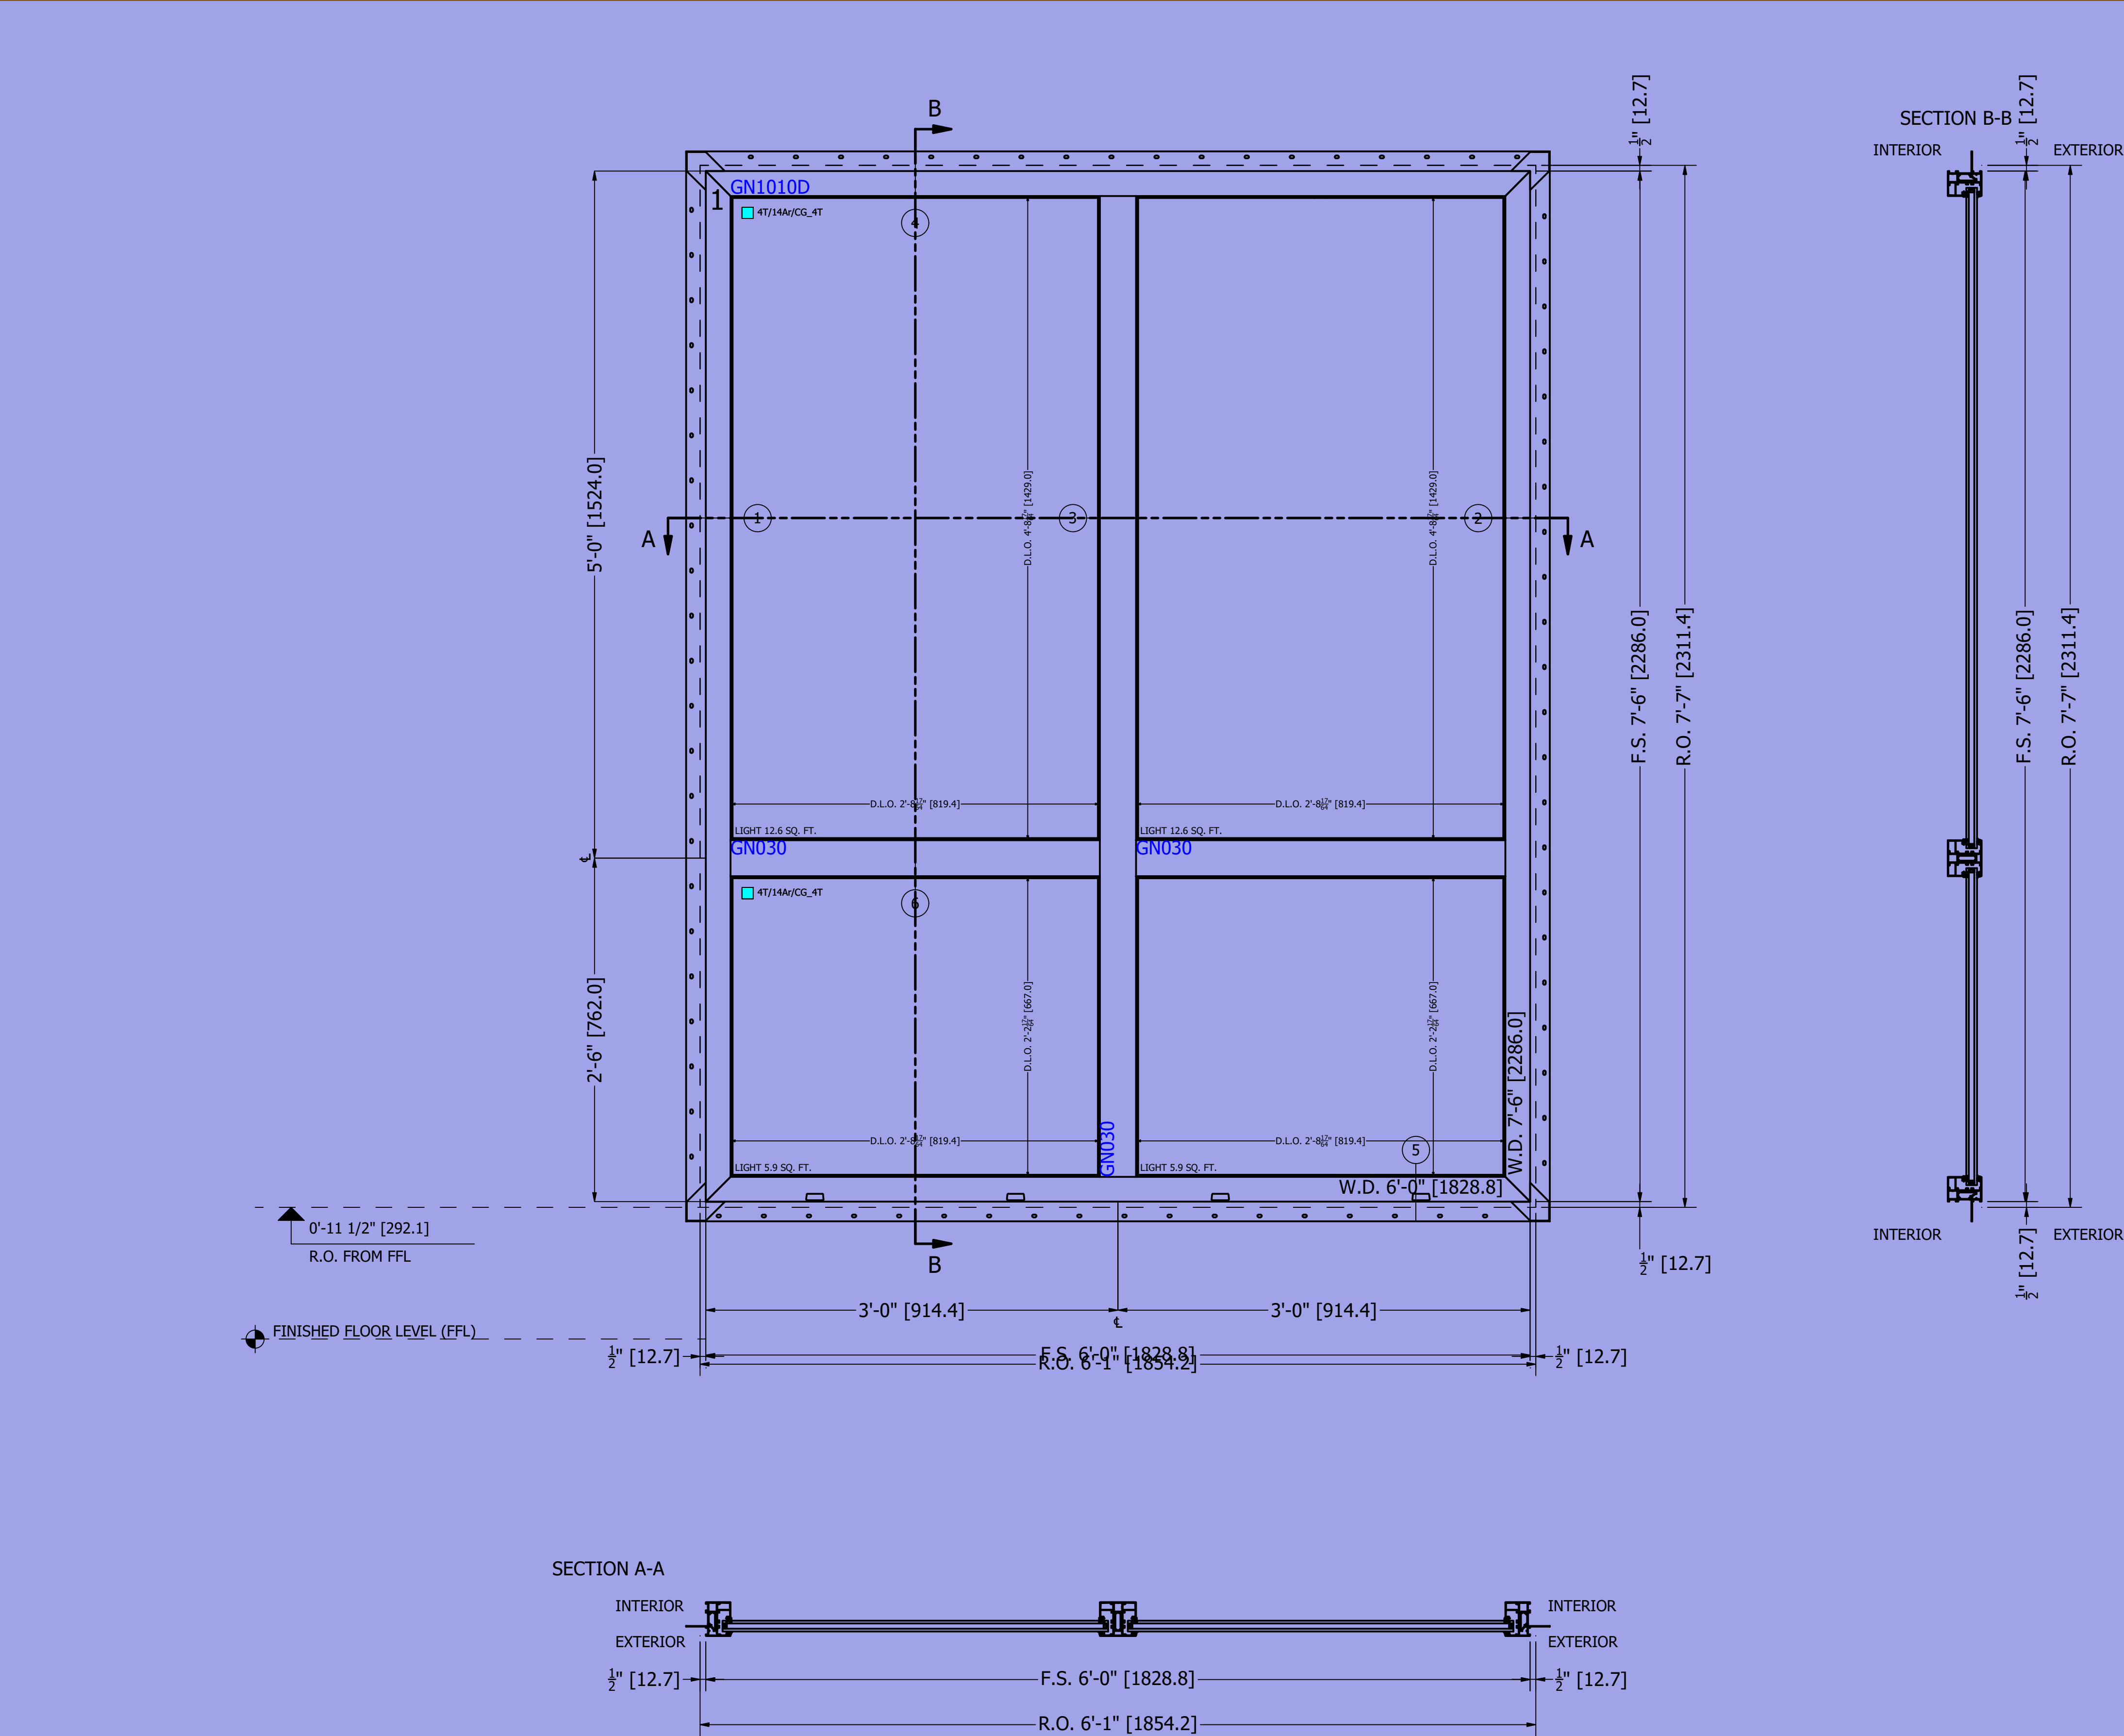 B
1/2" [12.7]
1/2" [12.7]
SECTION B-B
INTERIOR
EXTERIOR
GN1010D
1
4T/14Ar/CG_4T
4
5'-0" [1524.0]
D.L.O. 4'-8 17/64" [1429.0]
D.L.O. 4'-8 17/64" [1429.0]
A
1
3
2
A
F.S. 7'-6" [2286.0]
R.O. 7'-7" [2311.4]
F.S. 7'-6" [2286.0]
R.O. 7'-7" [2311.4]
D.L.O. 2'-8 17/64" [819.4]
D.L.O. 2'-8 17/64" [819.4]
LIGHT 12.6 SQ. FT.
LIGHT 12.6 SQ. FT.
GN030
GN030
℄
4T/14Ar/CG_4T
6
2'-6" [762.0]
D.L.O. 2'-2 17/64" [667.0]
D.L.O. 2'-2 17/64" [667.0]
W.D. 7'-6" [2286.0]
D.L.O. 2'-8 17/64" [819.4]
D.L.O. 2'-8 17/64" [819.4]
GN030
5
LIGHT 5.9 SQ. FT.
LIGHT 5.9 SQ. FT.
W.D. 6'-0" [1828.8]
0'-11 1/2" [292.1]
R.O. FROM FFL
INTERIOR
EXTERIOR
B
1/2" [12.7]
1/2" [12.7]
3'-0" [914.4]
3'-0" [914.4]
℄
FINISHED FLOOR LEVEL (FFL)
1/2" [12.7]
F.S. 6'-0" [1828.8]
1/2" [12.7]
R.O. 6'-1" [1854.2]
SECTION A-A
INTERIOR
INTERIOR
EXTERIOR
EXTERIOR
1/2" [12.7]
F.S. 6'-0" [1828.8]
1/2" [12.7]
R.O. 6'-1" [1854.2]